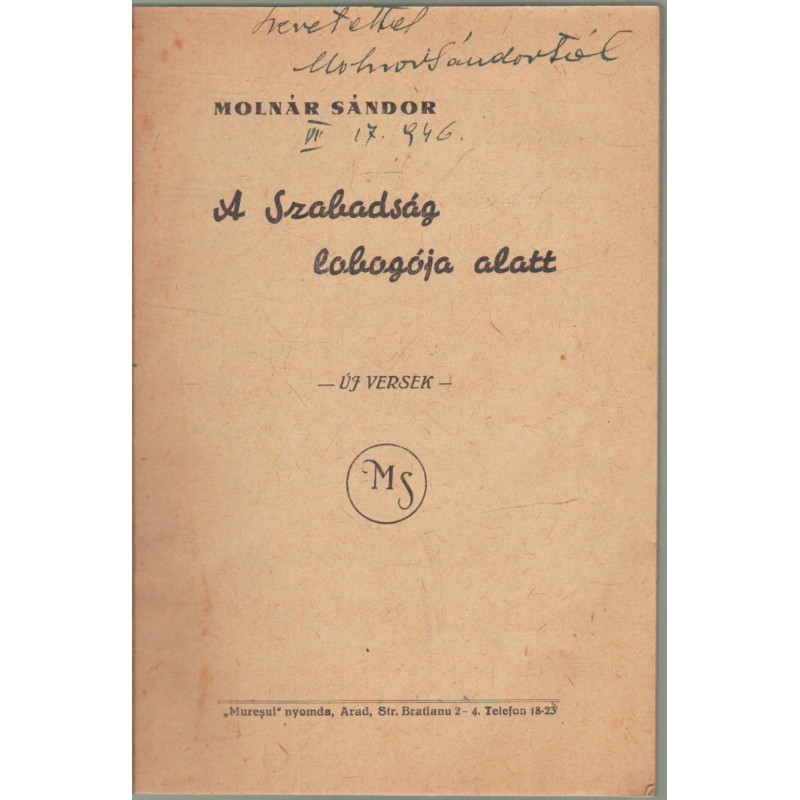 szeretettel
Molnár Sándortól
MOLNÁR SÁNDOR
VII 17. 946.
A Szabadság
lobogója alatt
— ÚJ VERSEK —
MS
„Mureşul“ nyomda, Arad, Str. Bratianu 2-4. Telefon 18-23